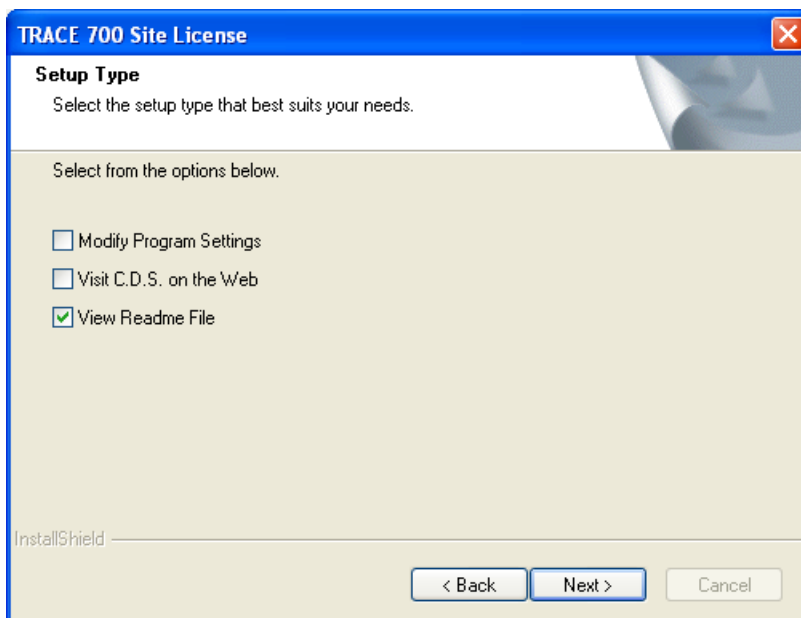 TRACE 700 Site License
Setup Type
Select the setup type that best suits your needs.
Select from the options below.
Modify Program Settings
Visit C.D.S. on the Web
View Readme File
InstallShield
< Back
Next >
Cancel